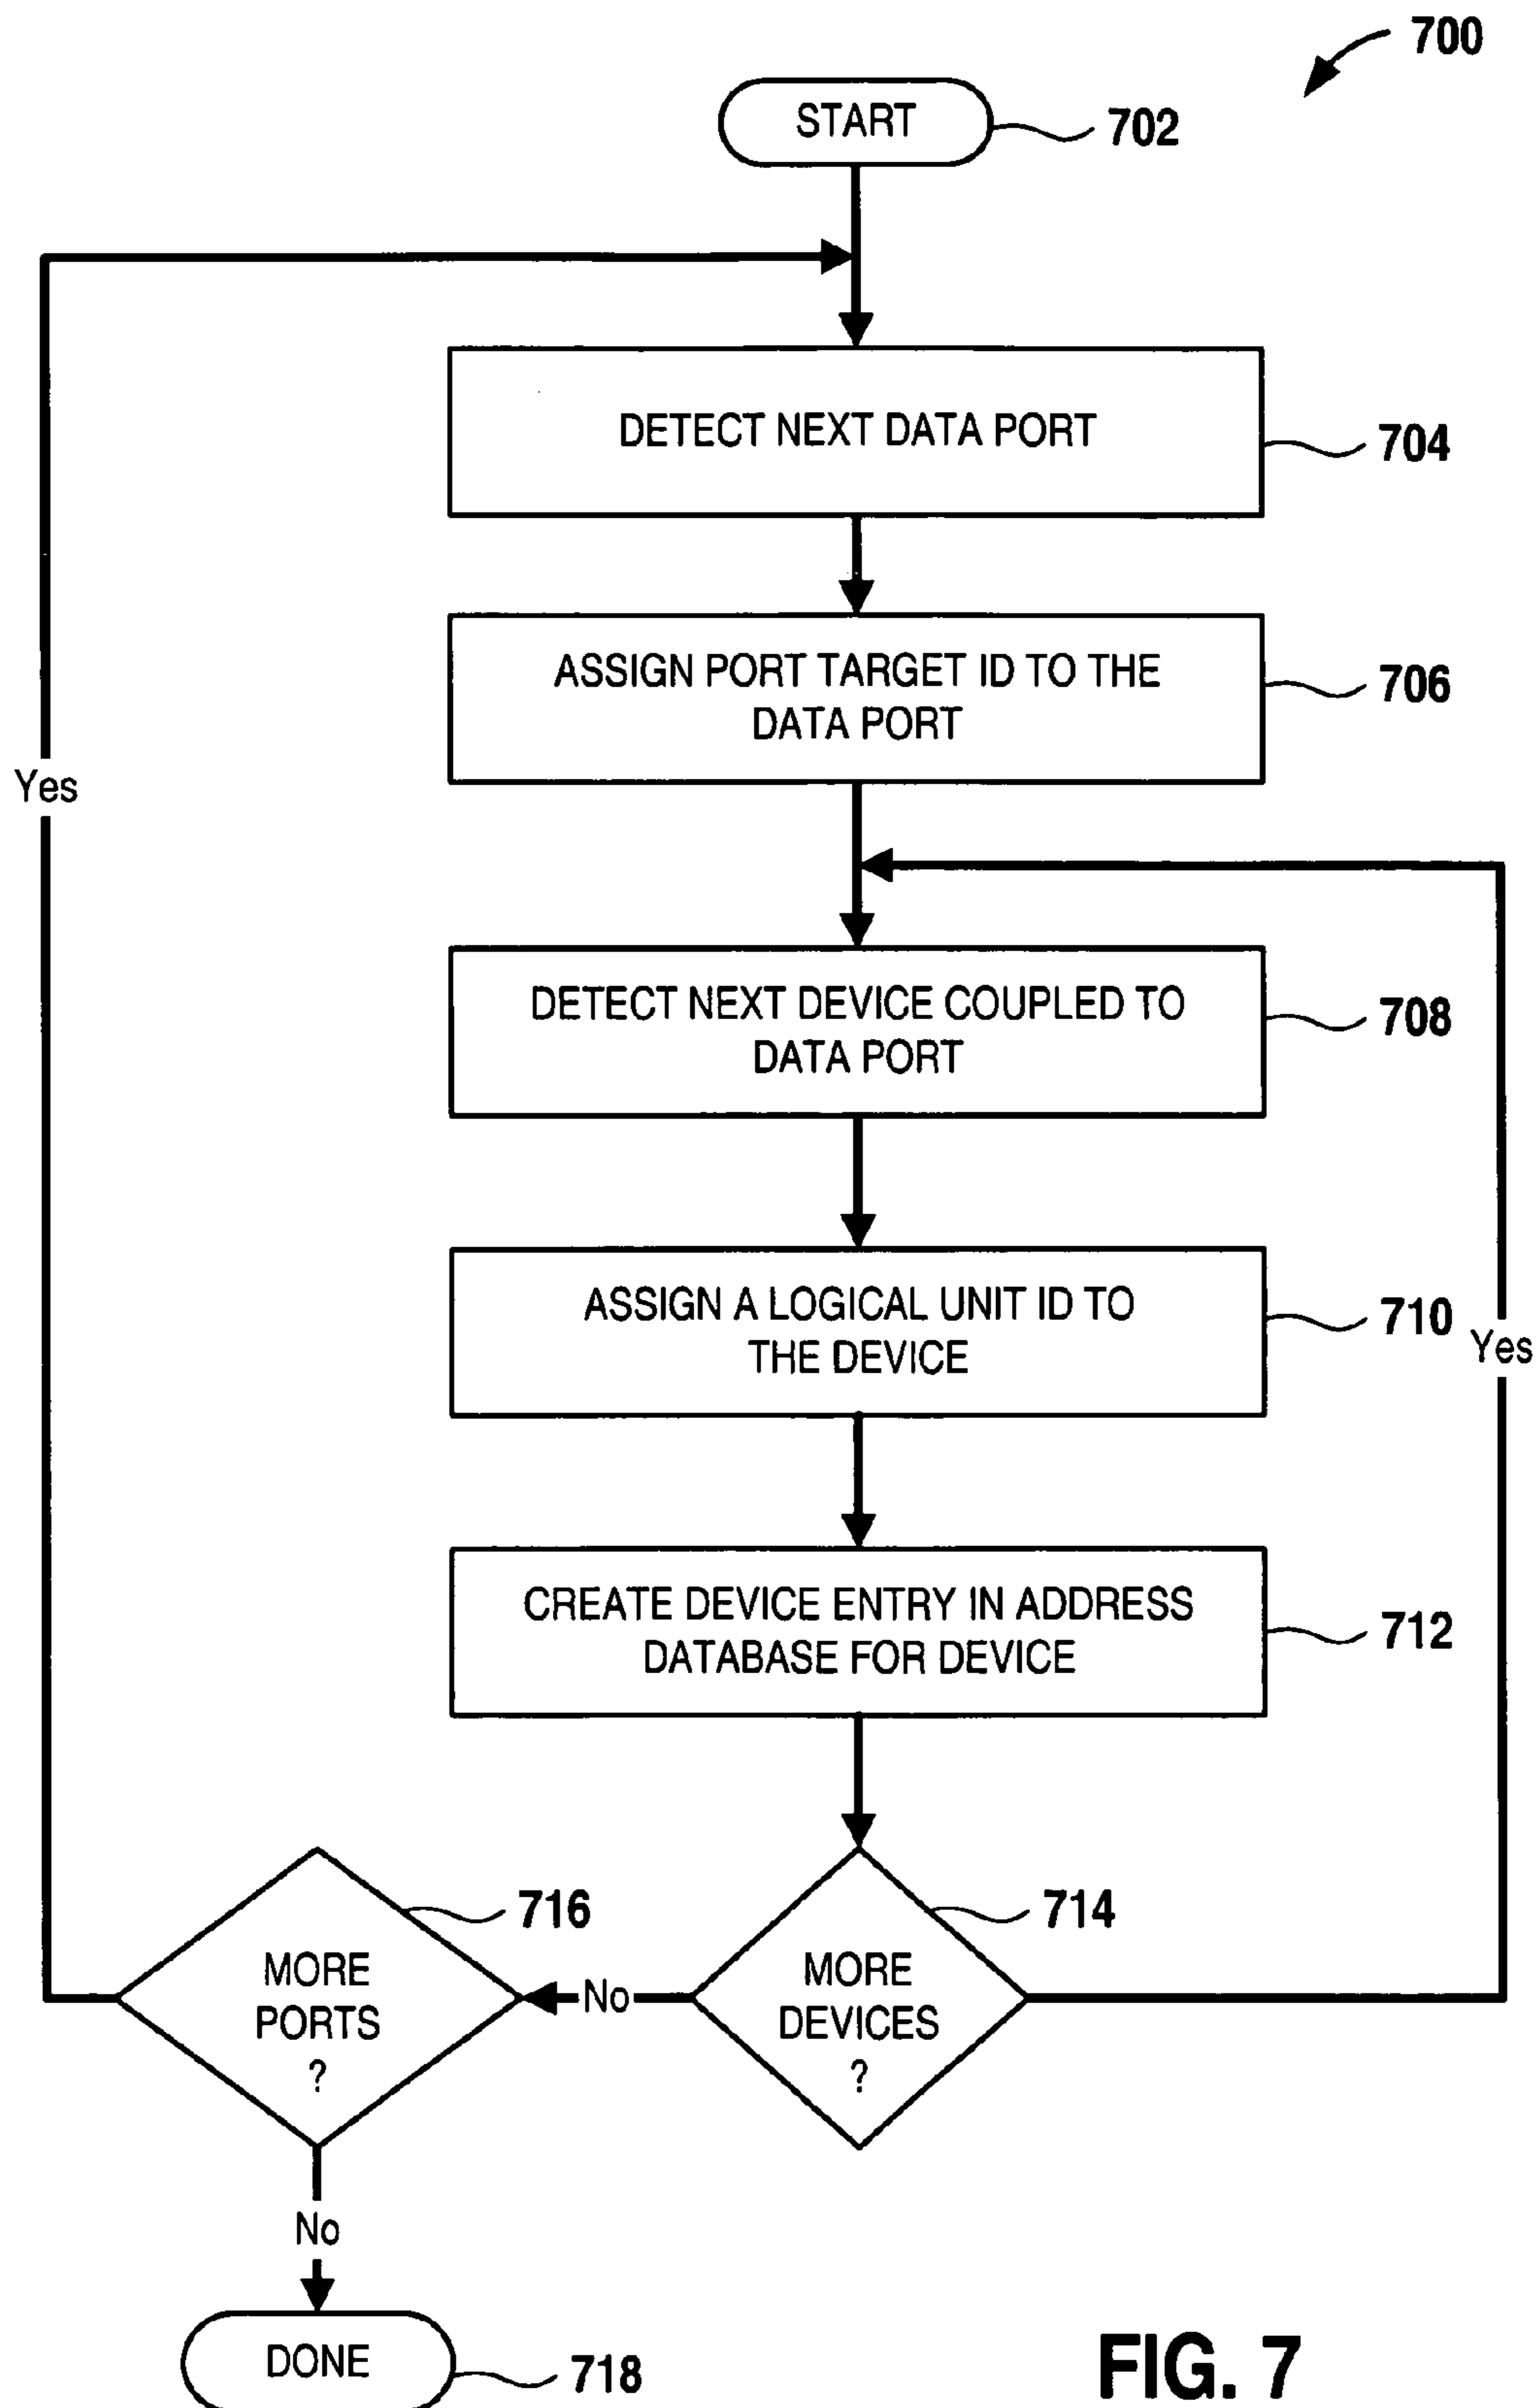 700
START
702
DETECT NEXT DATA PORT
704
ASSIGN PORT TARGET ID TO THE
DATA PORT
706
Yes
DETECT NEXT DEVICE COUPLED TO
DATA PORT
708
ASSIGN A LOGICAL UNIT ID TO
THE DEVICE
710
Yes
CREATE DEVICE ENTRY IN ADDRESS
DATABASE FOR DEVICE
712
716
MORE
PORTS
?
No
714
MORE
DEVICES
?
No
DONE
718
FIG. 7